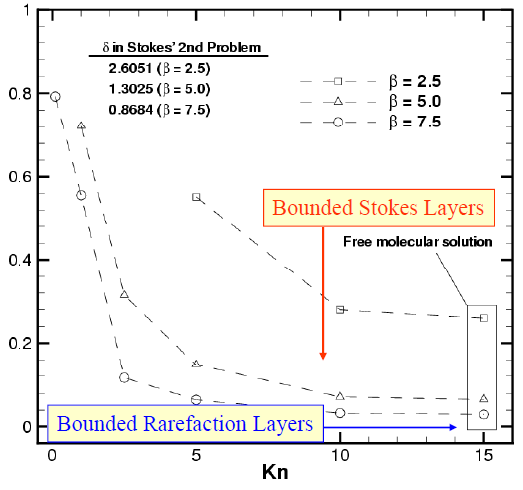 1
0.8
0.6
0.4
0.2
0
δ in Stokes' 2nd Problem
2.6051 (β = 2.5)
1.3025 (β = 5.0)
0.8684 (β = 7.5)
β = 2.5
β = 5.0
β = 7.5
Bounded Stokes Layers
Free molecular solution
Bounded Rarefaction Layers
0
5
10
15
Kn